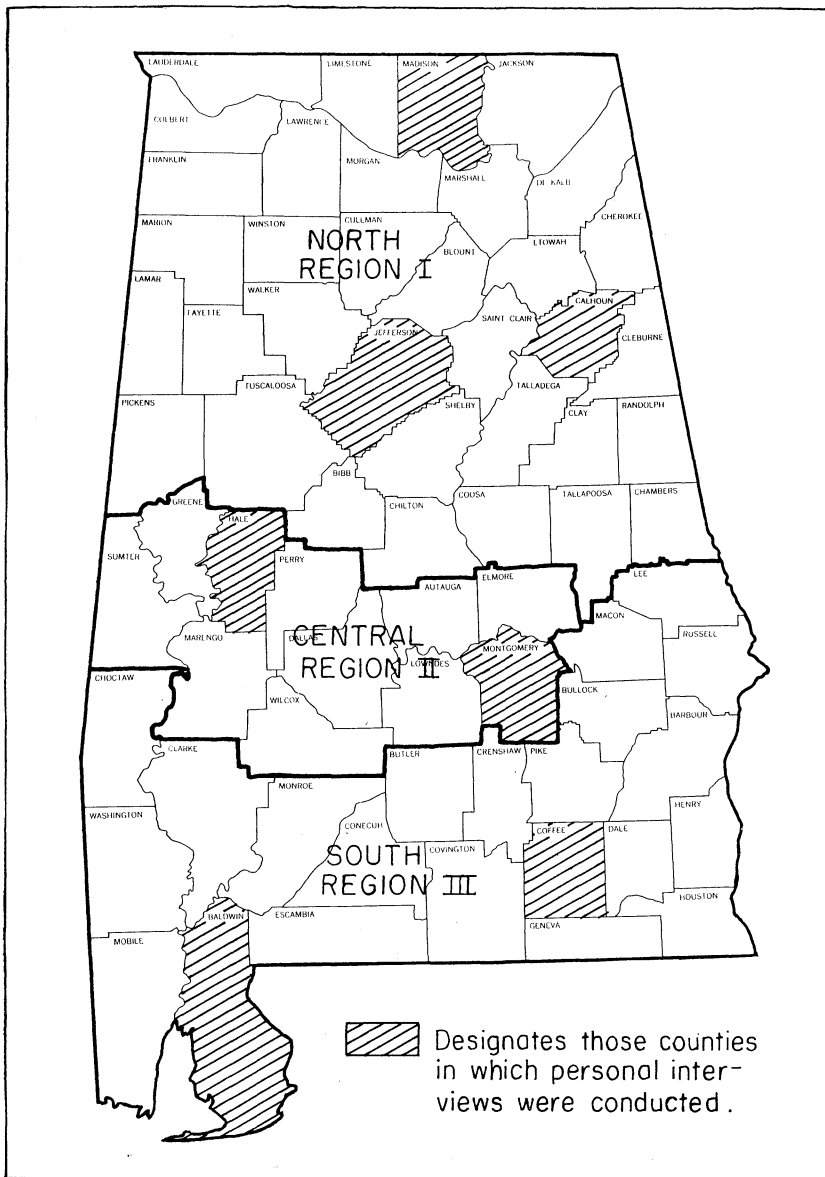 LAUDERDALE
LIMESTONE
MADISON
JACKSON
COLBERT
LAWRENCE
FRANKLIN
MORGAN
MARSHALL
DE KALB
CHEROKEE
MARION
WINSTON
CULLMAN
NORTH
REGION I
BLOUNT
ETOWAH
LAMAR
WALKER
FAYETTE
JEFFERSON
SAINT CLAIR
CALHOUN
CLEBURNE
TUSCALOOSA
TALLADEGA
PICKENS
SHELBY
CLAY
RANDOLPH
BIBB
GREENE
HALE
CHILTON
COOSA
TALLAPOOSA
CHAMBERS
SUMTER
PERRY
AUTAUGA
ELMORE
LEE
MACON
MARENGO
DALLAS
CENTRAL
REGION II
LOWNDES
MONTGOMERY
RUSSELL
CHOCTAW
WILCOX
BULLOCK
BARBOUR
CLARKE
BUTLER
CRENSHAW
PIKE
MONROE
WASHINGTON
CONECUH
HENRY
COFFEE
DALE
SOUTH
REGION III
COVINGTON
HOUSTON
BALDWIN
ESCAMBIA
GENEVA
MOBILE
Designates those counties
in which personal inter-
views were conducted.